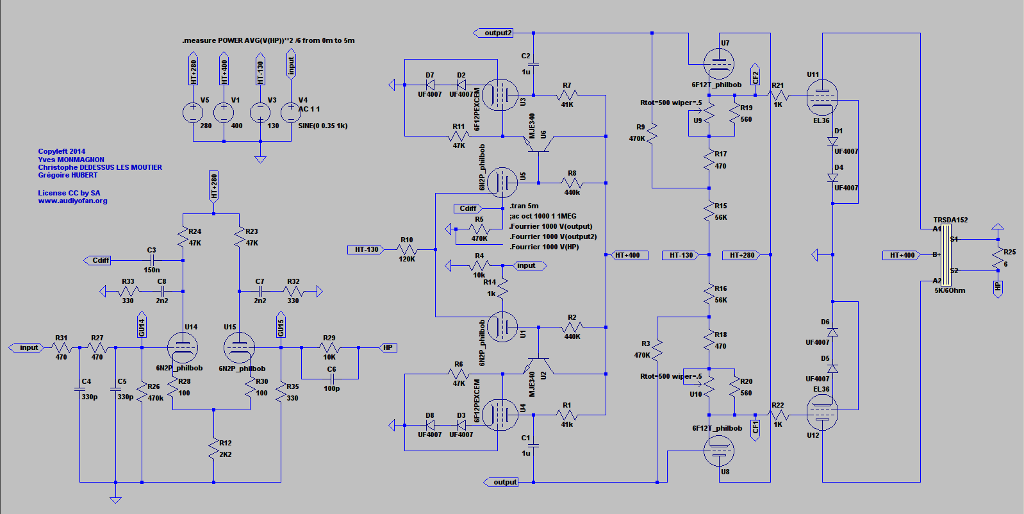 .measure POWER AVG(V(HP))**2 /6 from 0m to 5m
HT+280
HT+400
HT-130
input
V5
280
V1
400
V3
130
V4
AC 1 1
SINE(0 0.35 1k)
Copyleft 2014
Yves MONMAGNON
Christophe DEDESSUS LES MOUTIER
Grégoire HUBERT
License CC by SA
www.audiyofan.org
HT+280
R24
47K
R23
47K
Cdiff
C3
150n
R33
330
C8
2n2
C7
2n2
R32
330
GU14
U14
U15
GU15
6N2P_philbob
6N2P_philbob
input
R31
470
R27
470
R29
10K
HP
C6
100p
C4
330p
C5
330p
R26
470k
R28
100
R30
100
R35
330
R12
2K2
output2
C2
1u
D7
UF4007
D2
UF4007
6F12PEXCEM
U3
R7
41K
R11
47K
MJE340
U6
6N2P_philbob
U5
R8
440k
Cdiff
R5
470K
.tran 5m
;ac oct 1000 1 1MEG
.Fourrier 1000 V(output)
.Fourrier 1000 V(output2)
.Fourrier 1000 V(HP)
HT-130
R10
120K
R4
10k
input
R14
1k
6N2P_philbob
U1
R2
440K
HT+400
R6
47K
MJE340
U2
6F12PEXCEM
U4
R1
41k
D8
UF4007
D3
UF4007
C1
1u
output
U7
6F12T_philbob
CF2
Rtot=500 wiper=.5
U9
R19
560
R9
470K
R17
470
R15
56K
HT-130
HT+280
R16
56K
R3
470K
R18
470
Rtot=500 wiper=.5
U10
R20
560
6F12T_philbob
CF1
U8
R21
1K
U11
EL36
D1
UF4007
D4
UF4007
D6
UF4007
D5
UF4007
EL36
R22
1K
U12
TRSDA152
A1
S1
HT+400
B
S2
A2
5K/6Ohm
R25
6
HP